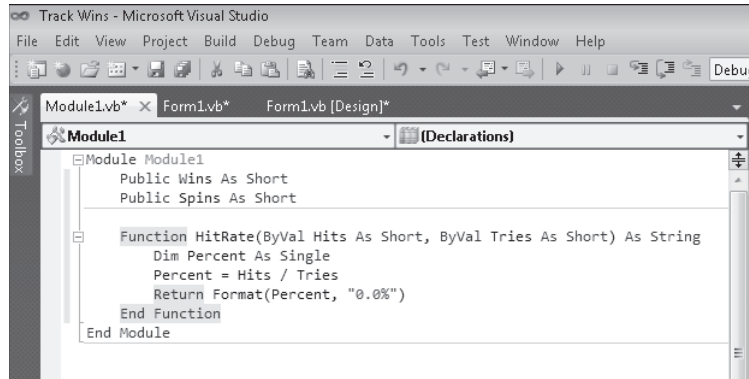 Track Wins - Microsoft Visual Studio
File Edit View Project Build Debug Team Data Tools Test Window Help
Debu
Module1.vb* Form1.vb* Form1.vb [Design]*
Toolbox
Module1 (Declarations)
Module Module1
Public Wins As Short
Public Spins As Short
Function HitRate(ByVal Hits As Short, ByVal Tries As Short) As String
Dim Percent As Single
Percent = Hits / Tries
Return Format(Percent, "0.0%")
End Function
End Module